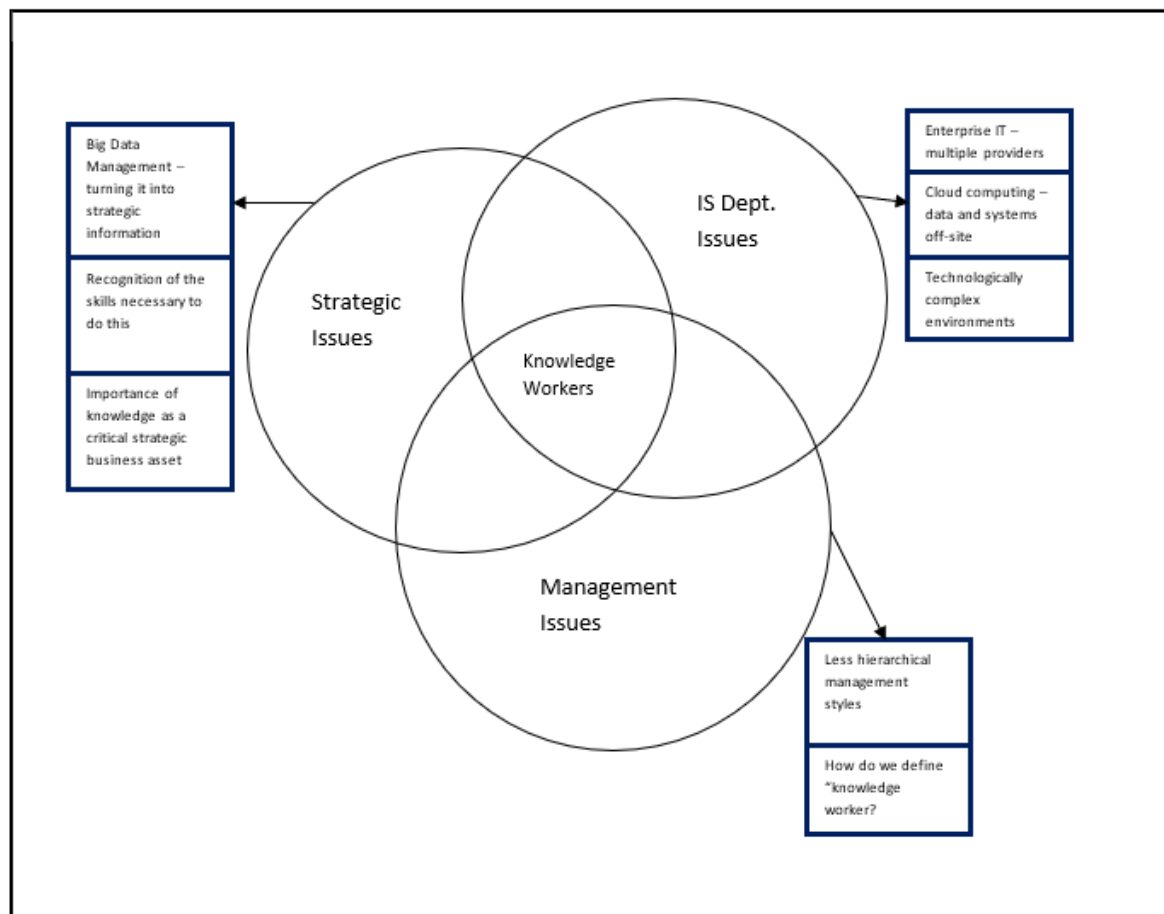 Big Data
Management –
turning it into
strategic
information
Recognition of the
skills necessary to
do this
Importance of
knowledge as a
critical strategic
business asset
Strategic
Issues
IS Dept.
Issues
Knowledge
Workers
Management
Issues
Enterprise IT –
multiple providers
Cloud computing –
data and systems
off-site
Technologically
complex
environments
Less hierarchical
management
styles
How do we define
“knowledge
worker?